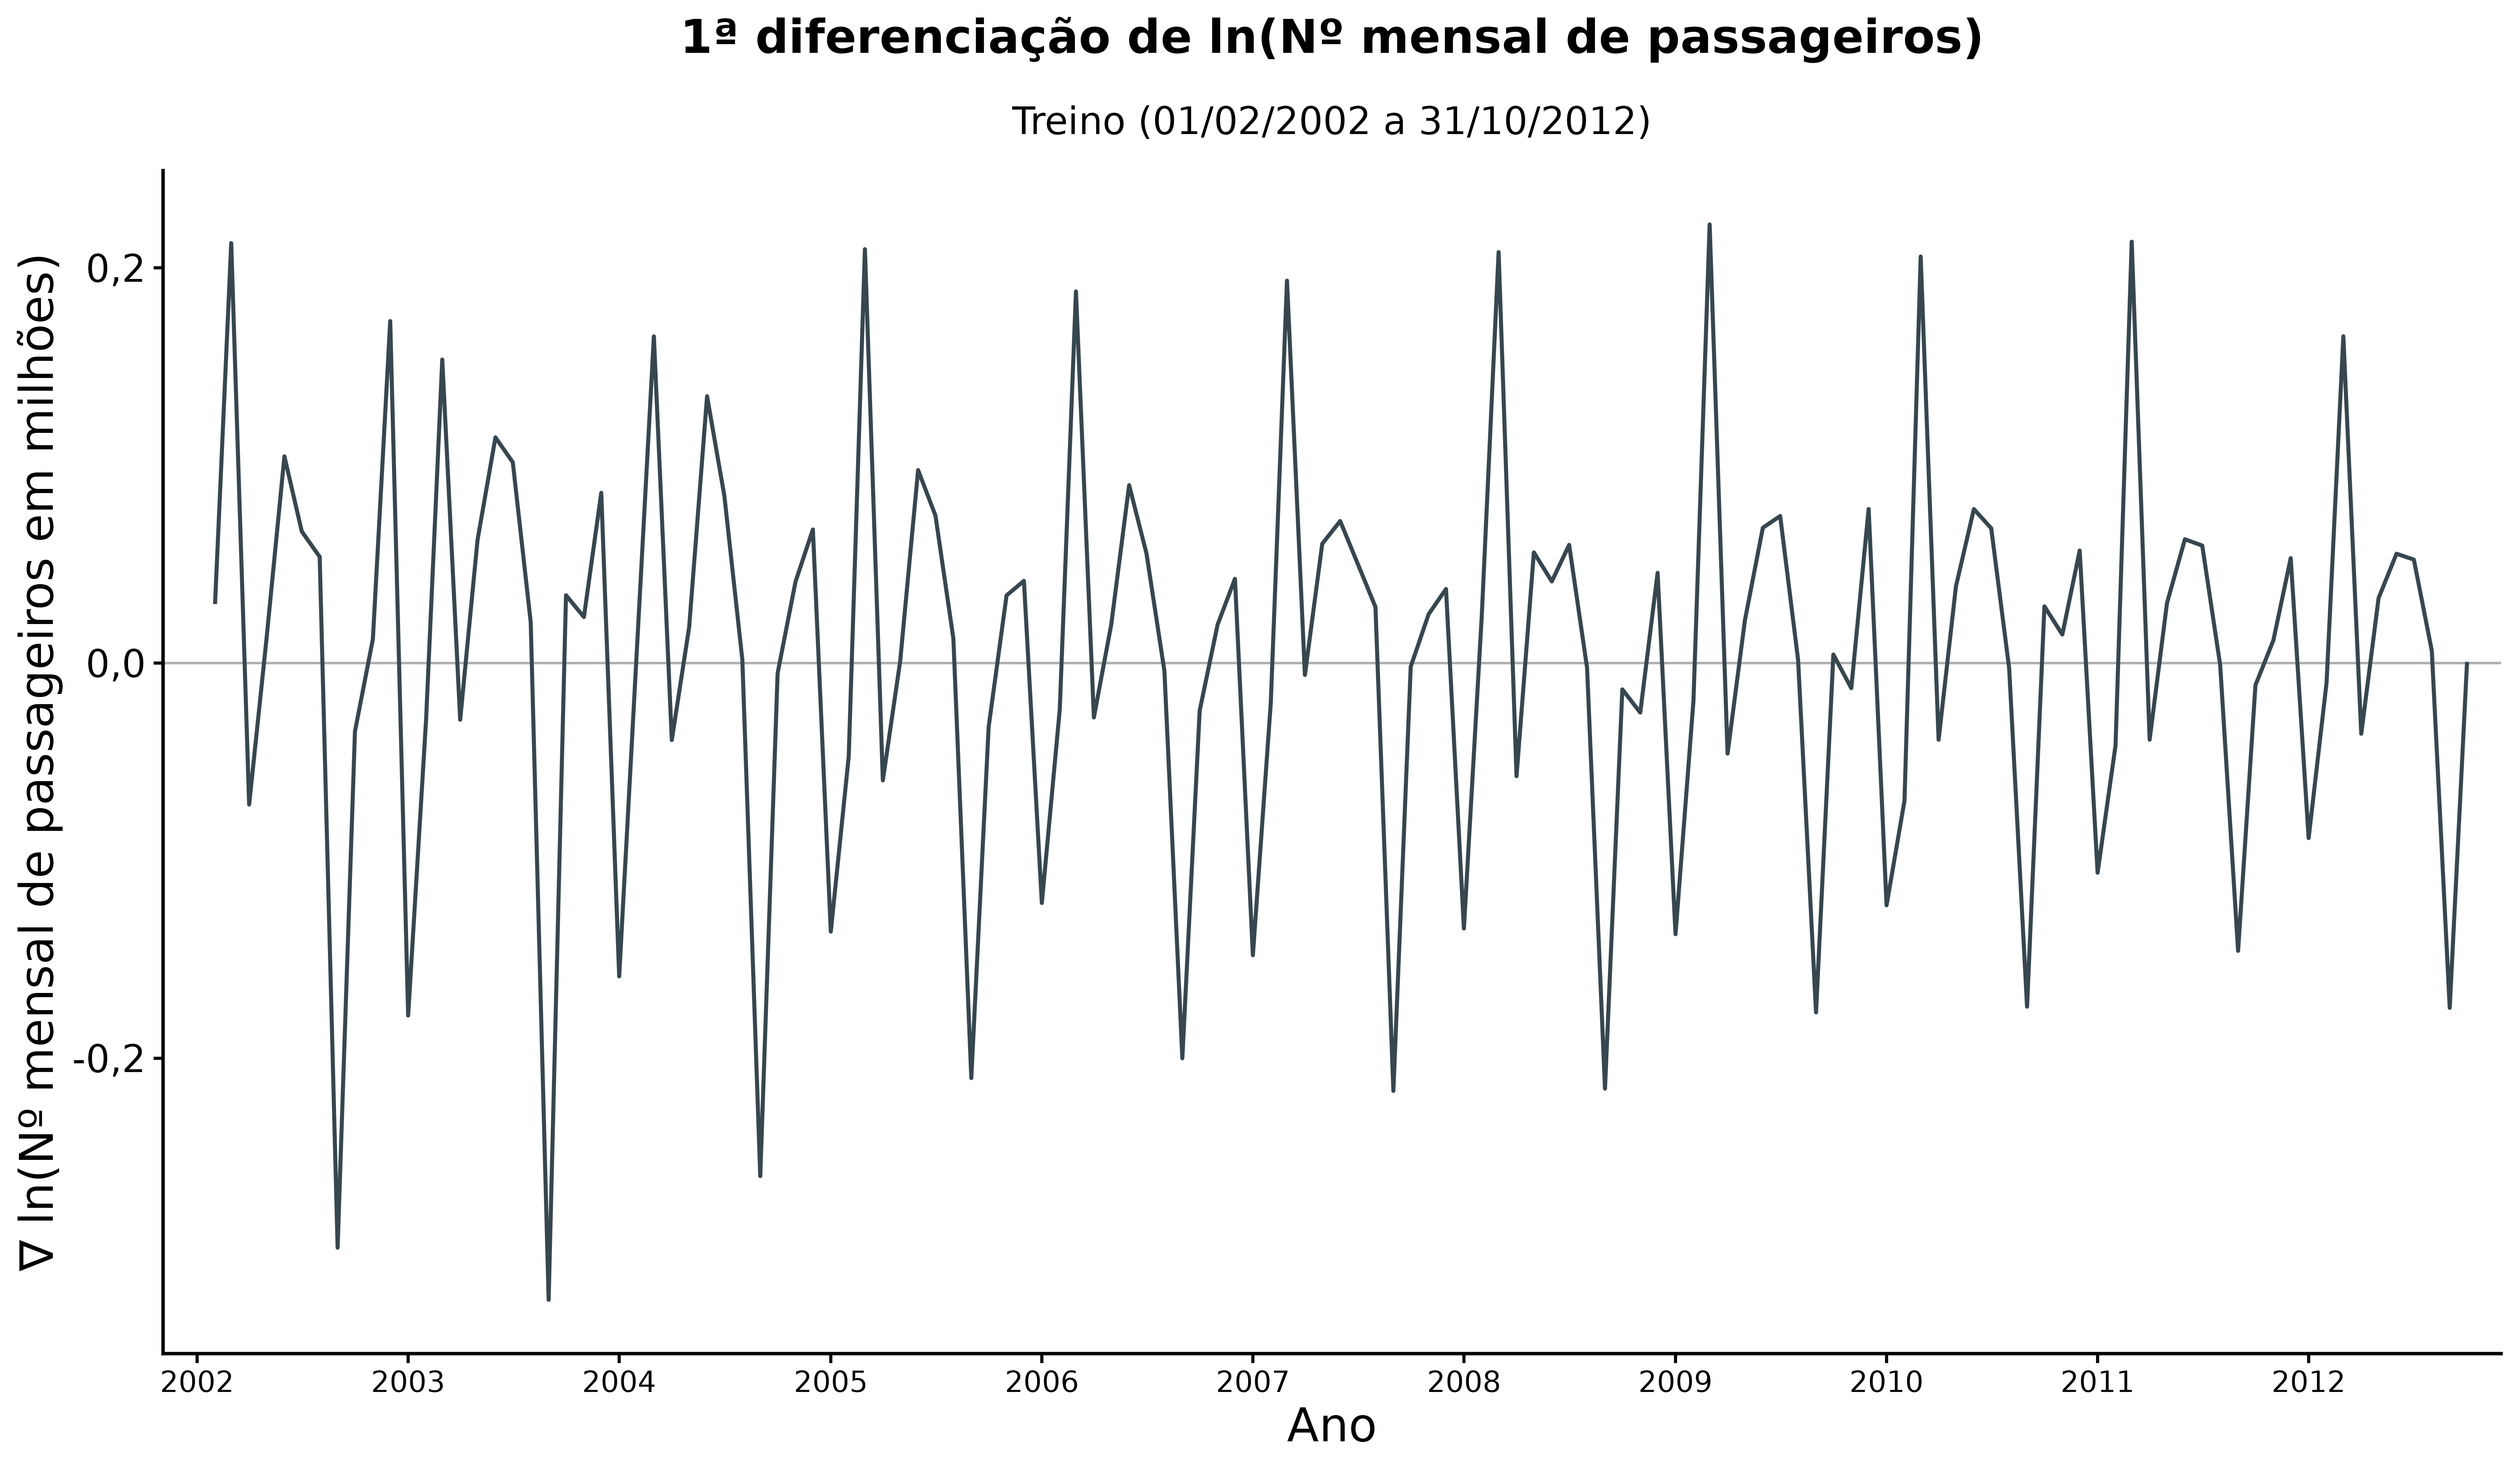 1ª diferenciação de ln(Nº mensal de passageiros)
Treino (01/02/2002 a 31/10/2012)
∇ ln(Nº mensal de passageiros em milhões)
0,2
0,0
-0,2
2002 2003 2004 2005 2006 2007 2008 2009 2010 2011 2012
Ano